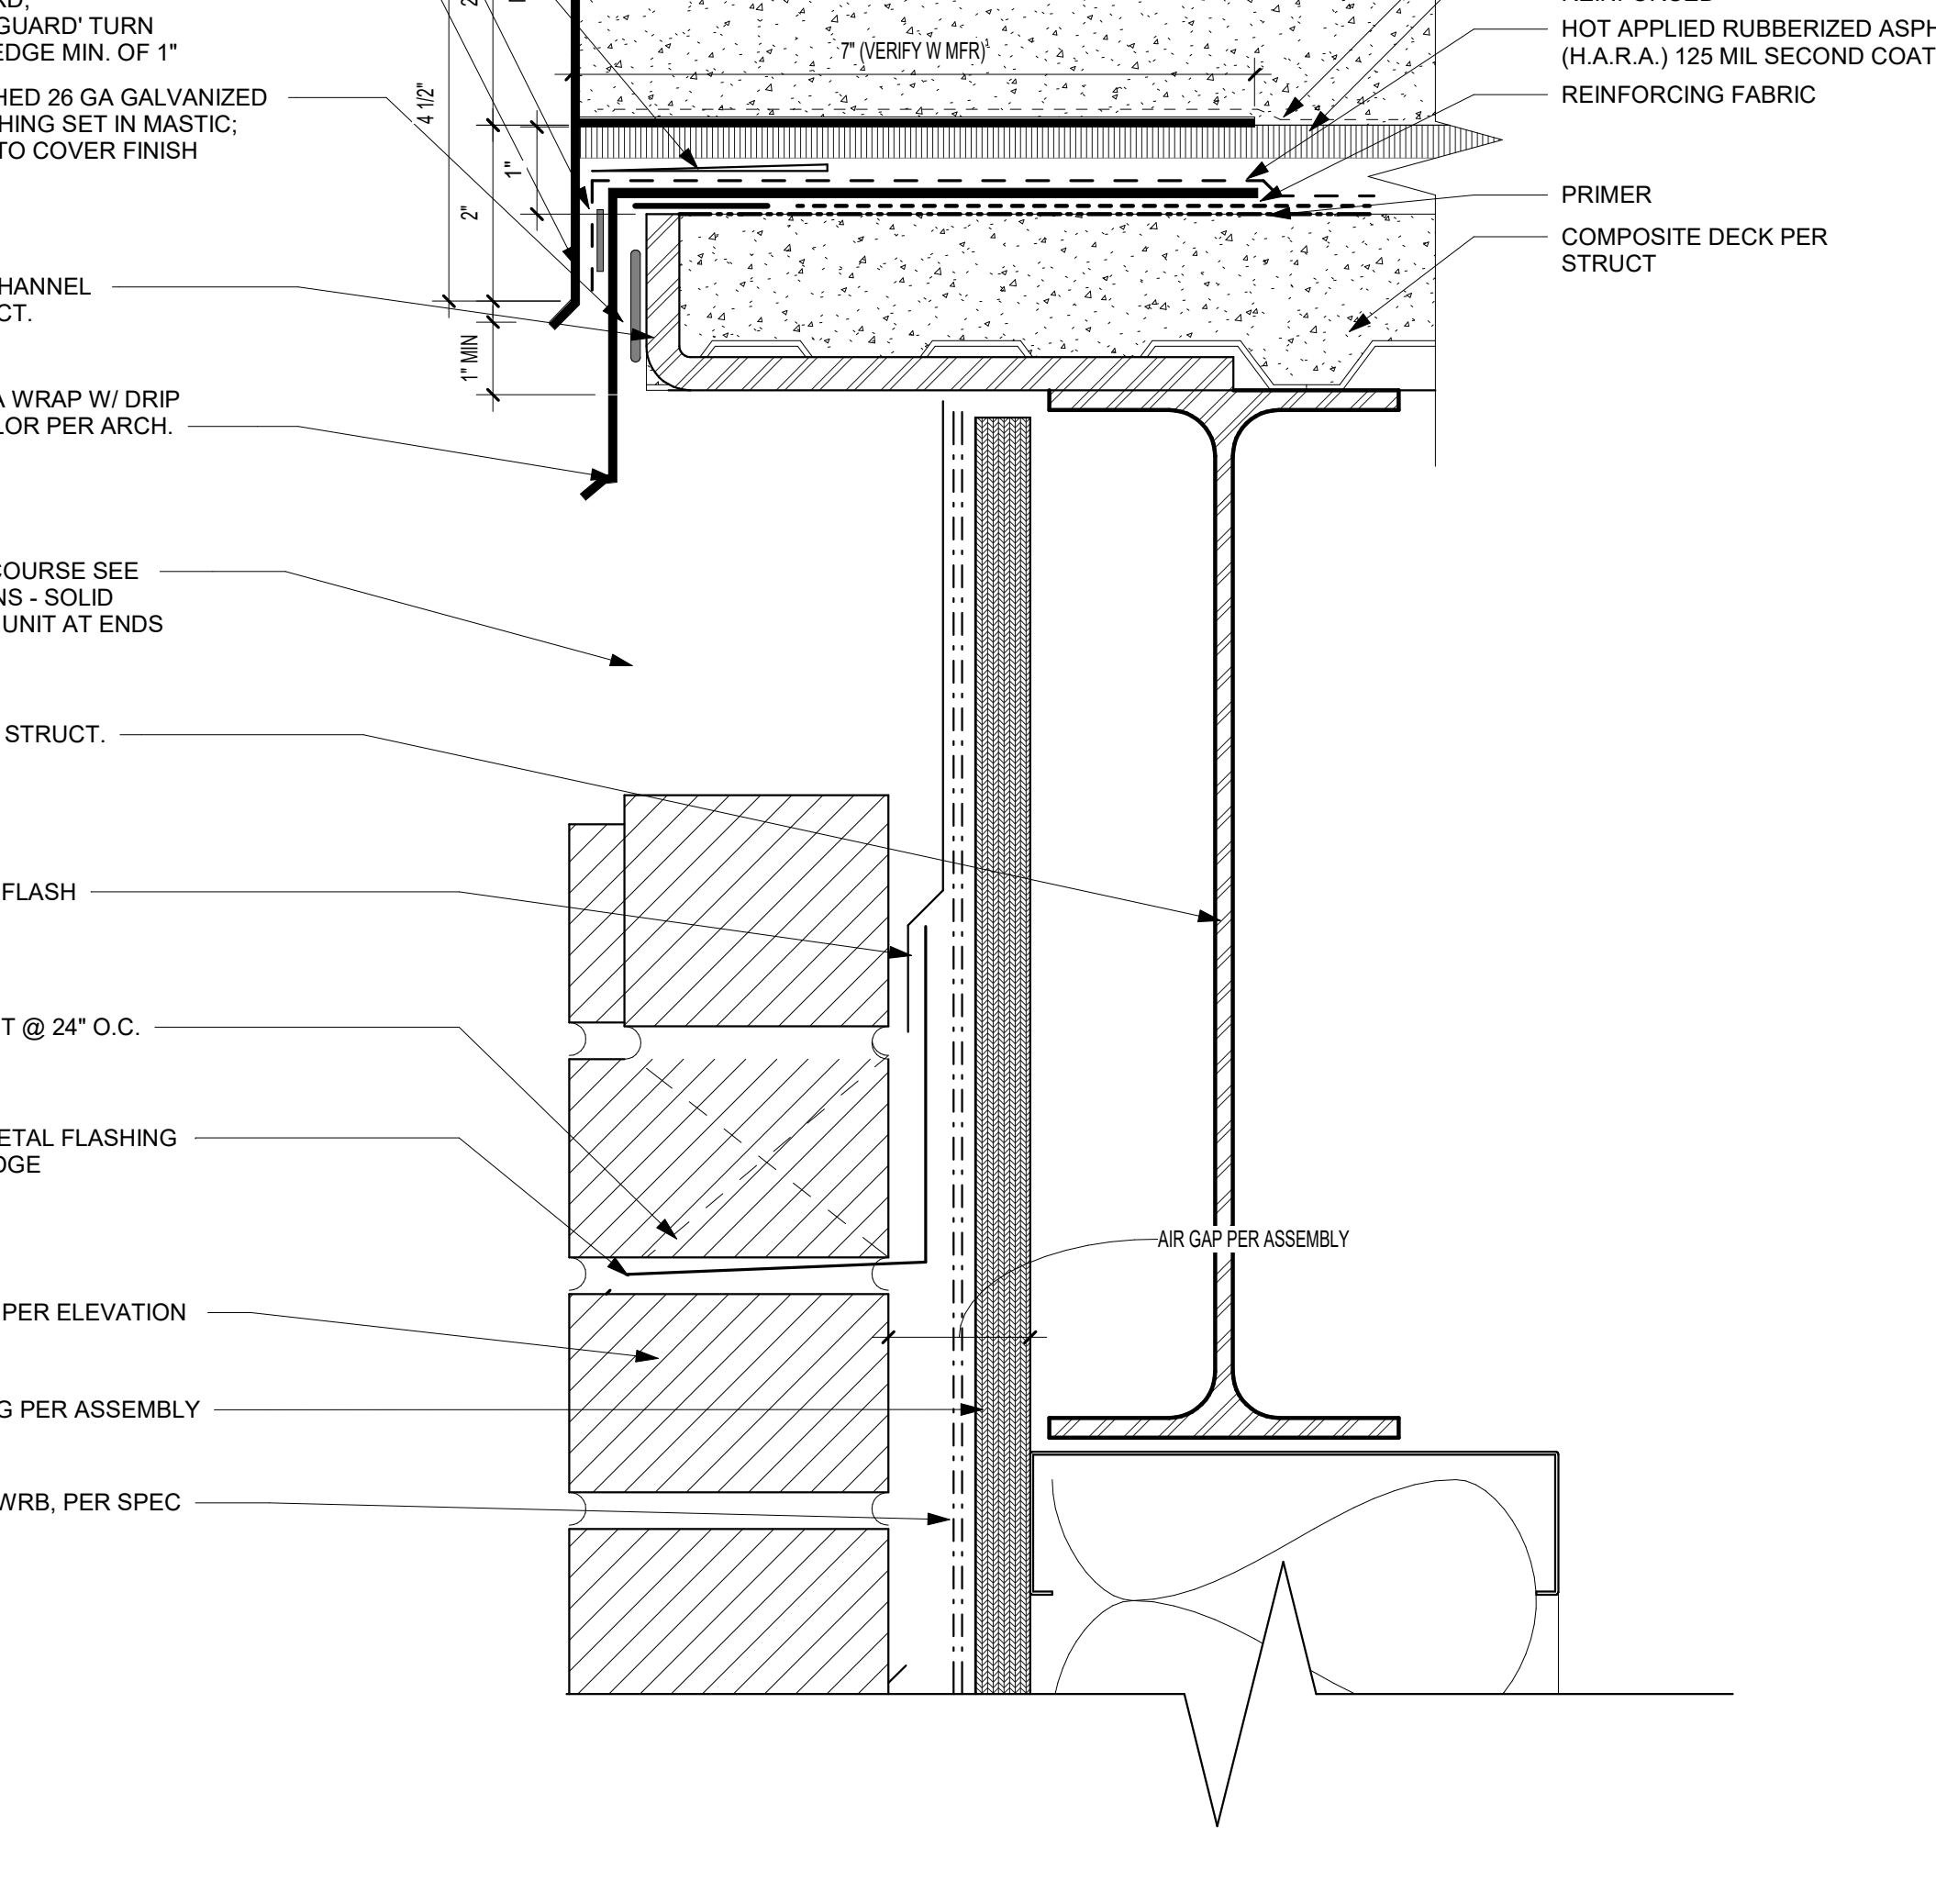 GUARD' TURN
EDGE MIN. OF 1"
HED 26 GA GALVANIZED
HING SET IN MASTIC;
TO COVER FINISH
HANNEL
CT.
A WRAP W/ DRIP
LOR PER ARCH.
COURSE SEE
NS - SOLID
UNIT AT ENDS
STRUCT.
FLASH
T @ 24" O.C.
ETAL FLASHING
DGE
PER ELEVATION
G PER ASSEMBLY
WRB, PER SPEC
4 1/2"
2"
1"
1" MIN
7" (VERIFY W MFR)
AIR GAP PER ASSEMBLY
HOT APPLIED RUBBERIZED ASPH
(H.A.R.A.) 125 MIL SECOND COAT
REINFORCING FABRIC
PRIMER
COMPOSITE DECK PER
STRUCT